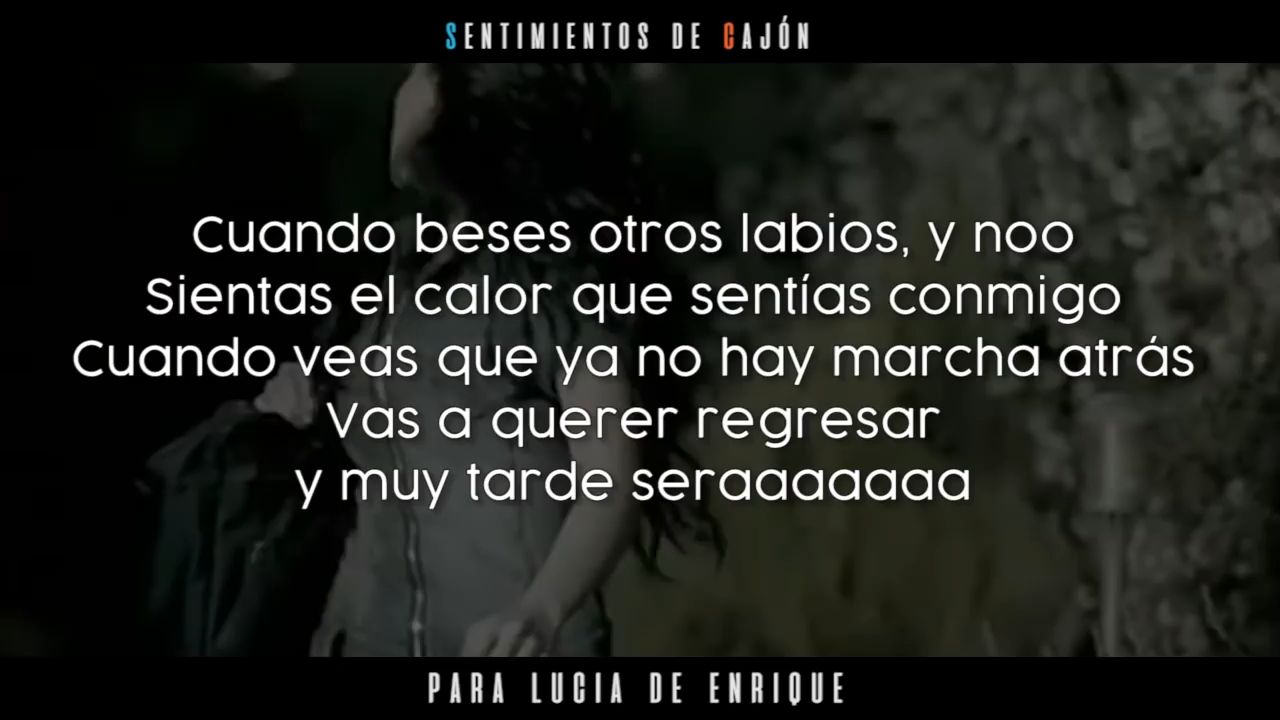 SENTIMIENTOS DE CAJÓN
Cuando beses otros labios, y noo
Sientas el calor que sentías conmigo
Cuando veas que ya no hay marcha atrás
Vas a querer regresar
y muy tarde seraaaaaaa
PARA LUCIA DE ENRIQUE